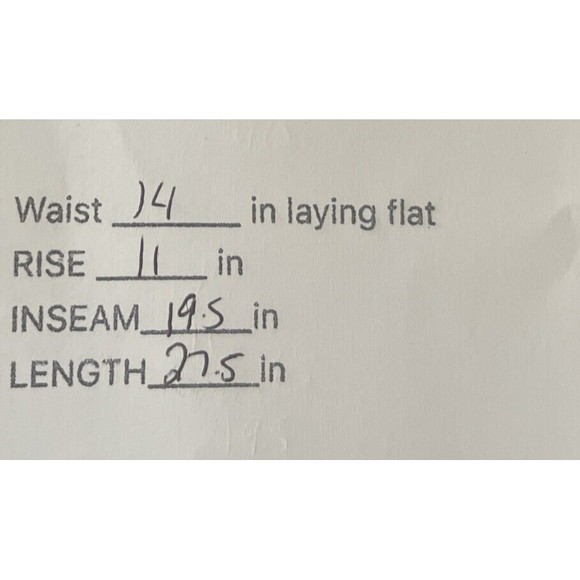 Waist 14 in laying flat
RISE 11 in
INSEAM 19.5 in
LENGTH 27.5 in